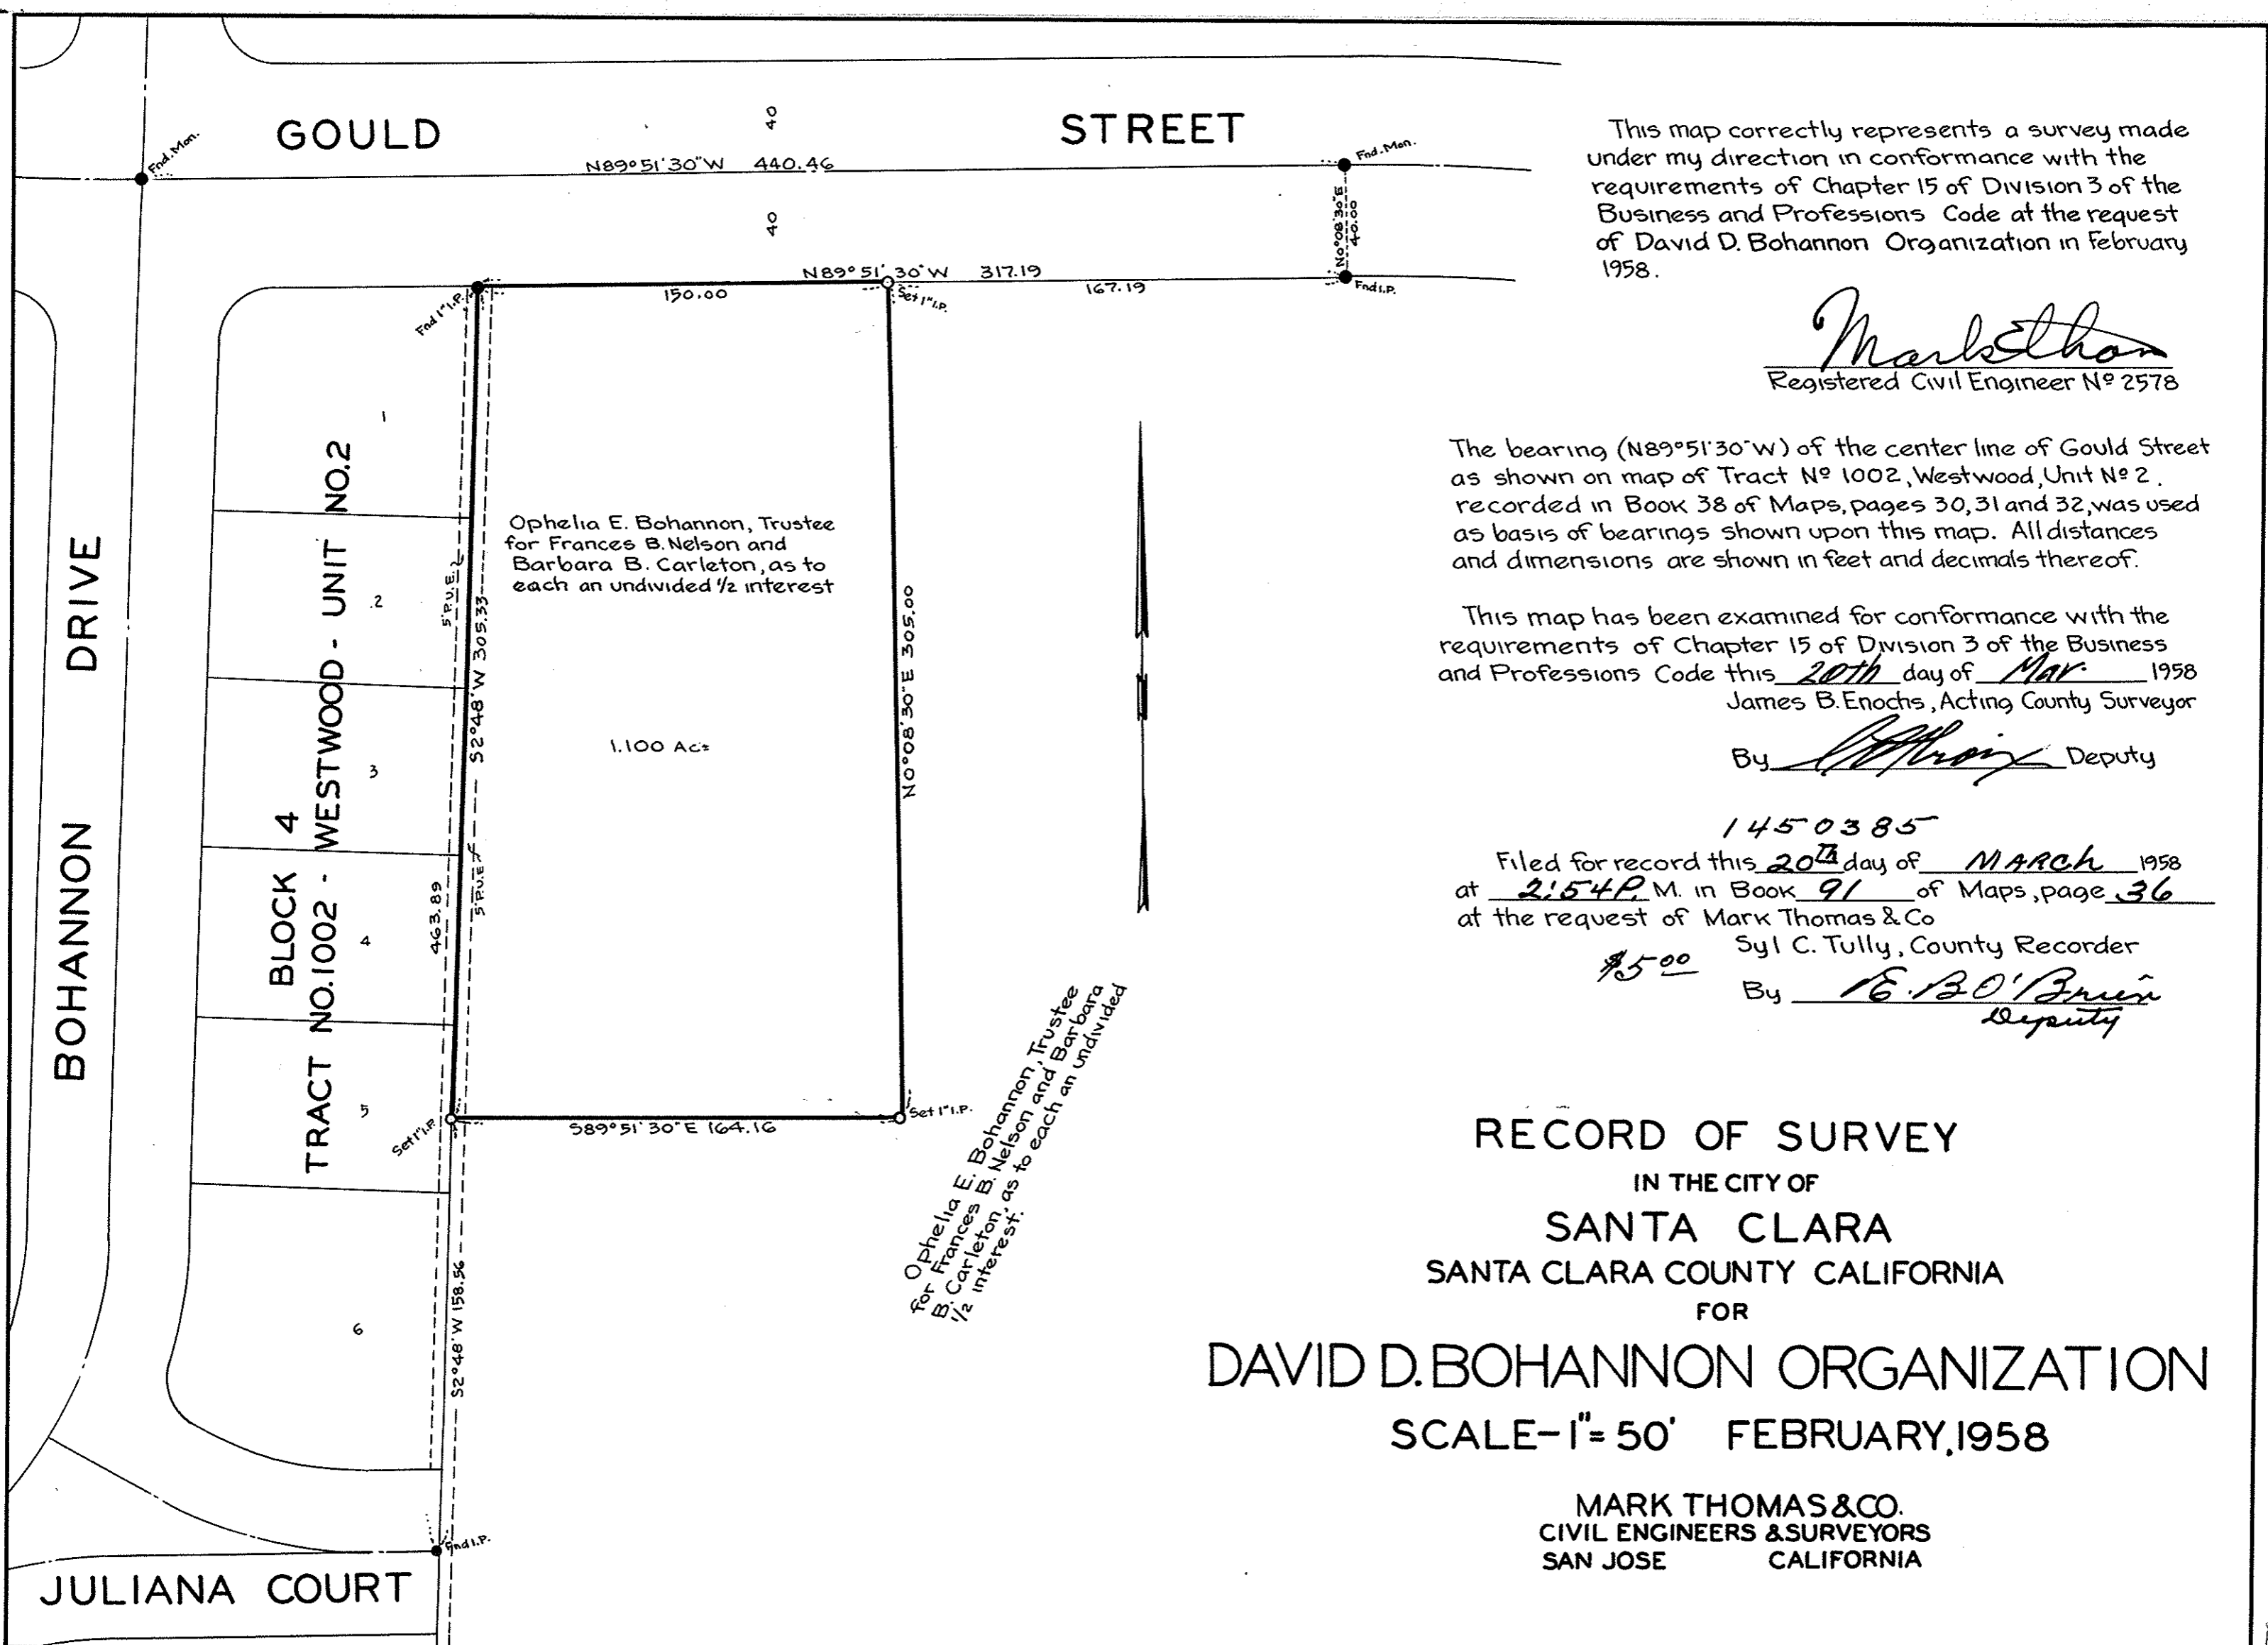 GOULD STREET
40
Fnd. Mon.
N89°51'30"W 440.46
Fnd. Mon.
40
N0°08'30"E
40.00
N89°51'30"W 317.19
150.00
167.19
Fnd 1" I.P.
Set 1" I.P.
Fnd I.P.
BOHANNON DRIVE
BLOCK 4
TRACT NO.1002 - WESTWOOD - UNIT NO.2
1
2
3
4
5
6
5' P.U.E.
S2°48'W 305.33
5' P.U.E.
463.89
Ophelia E. Bohannon, Trustee
for Frances B. Nelson and
Barbara B. Carleton, as to
each an undivided ½ interest
1.100 Ac±
N0°08'30"E 305.00
Set 1" I.P.
S89°51'30"E 164.16
Set 1" I.P.
S2°48'W 158.56
Ophelia E. Bohannon, Trustee
for Frances B. Nelson and Barbara
B. Carleton, as to each an undivided
½ interest.
Fnd I.P.
JULIANA COURT
This map correctly represents a survey made
under my direction in conformance with the
requirements of Chapter 15 of Division 3 of the
Business and Professions Code at the request
of David D. Bohannon Organization in February
1958.
Registered Civil Engineer Nº 2578
The bearing (N89°51'30"W) of the center line of Gould Street
as shown on map of Tract Nº 1002, Westwood, Unit Nº 2.
recorded in Book 38 of Maps, pages 30, 31 and 32, was used
as basis of bearings shown upon this map. All distances
and dimensions are shown in feet and decimals thereof.
This map has been examined for conformance with the
requirements of Chapter 15 of Division 3 of the Business
and Professions Code this 20th day of Mar. 1958
James B. Enochs, Acting County Surveyor
By Deputy
1450385
Filed for record this 20th day of MARCH 1958
at 2:54 P. M. in Book 91 of Maps, page 36
at the request of Mark Thomas & Co
$5.00 Syl C. Tully, County Recorder
By E. B O'Brien
Deputy
RECORD OF SURVEY
IN THE CITY OF
SANTA CLARA
SANTA CLARA COUNTY CALIFORNIA
FOR
DAVID D. BOHANNON ORGANIZATION
SCALE-1"=50' FEBRUARY, 1958
MARK THOMAS & CO.
CIVIL ENGINEERS & SURVEYORS
SAN JOSE CALIFORNIA